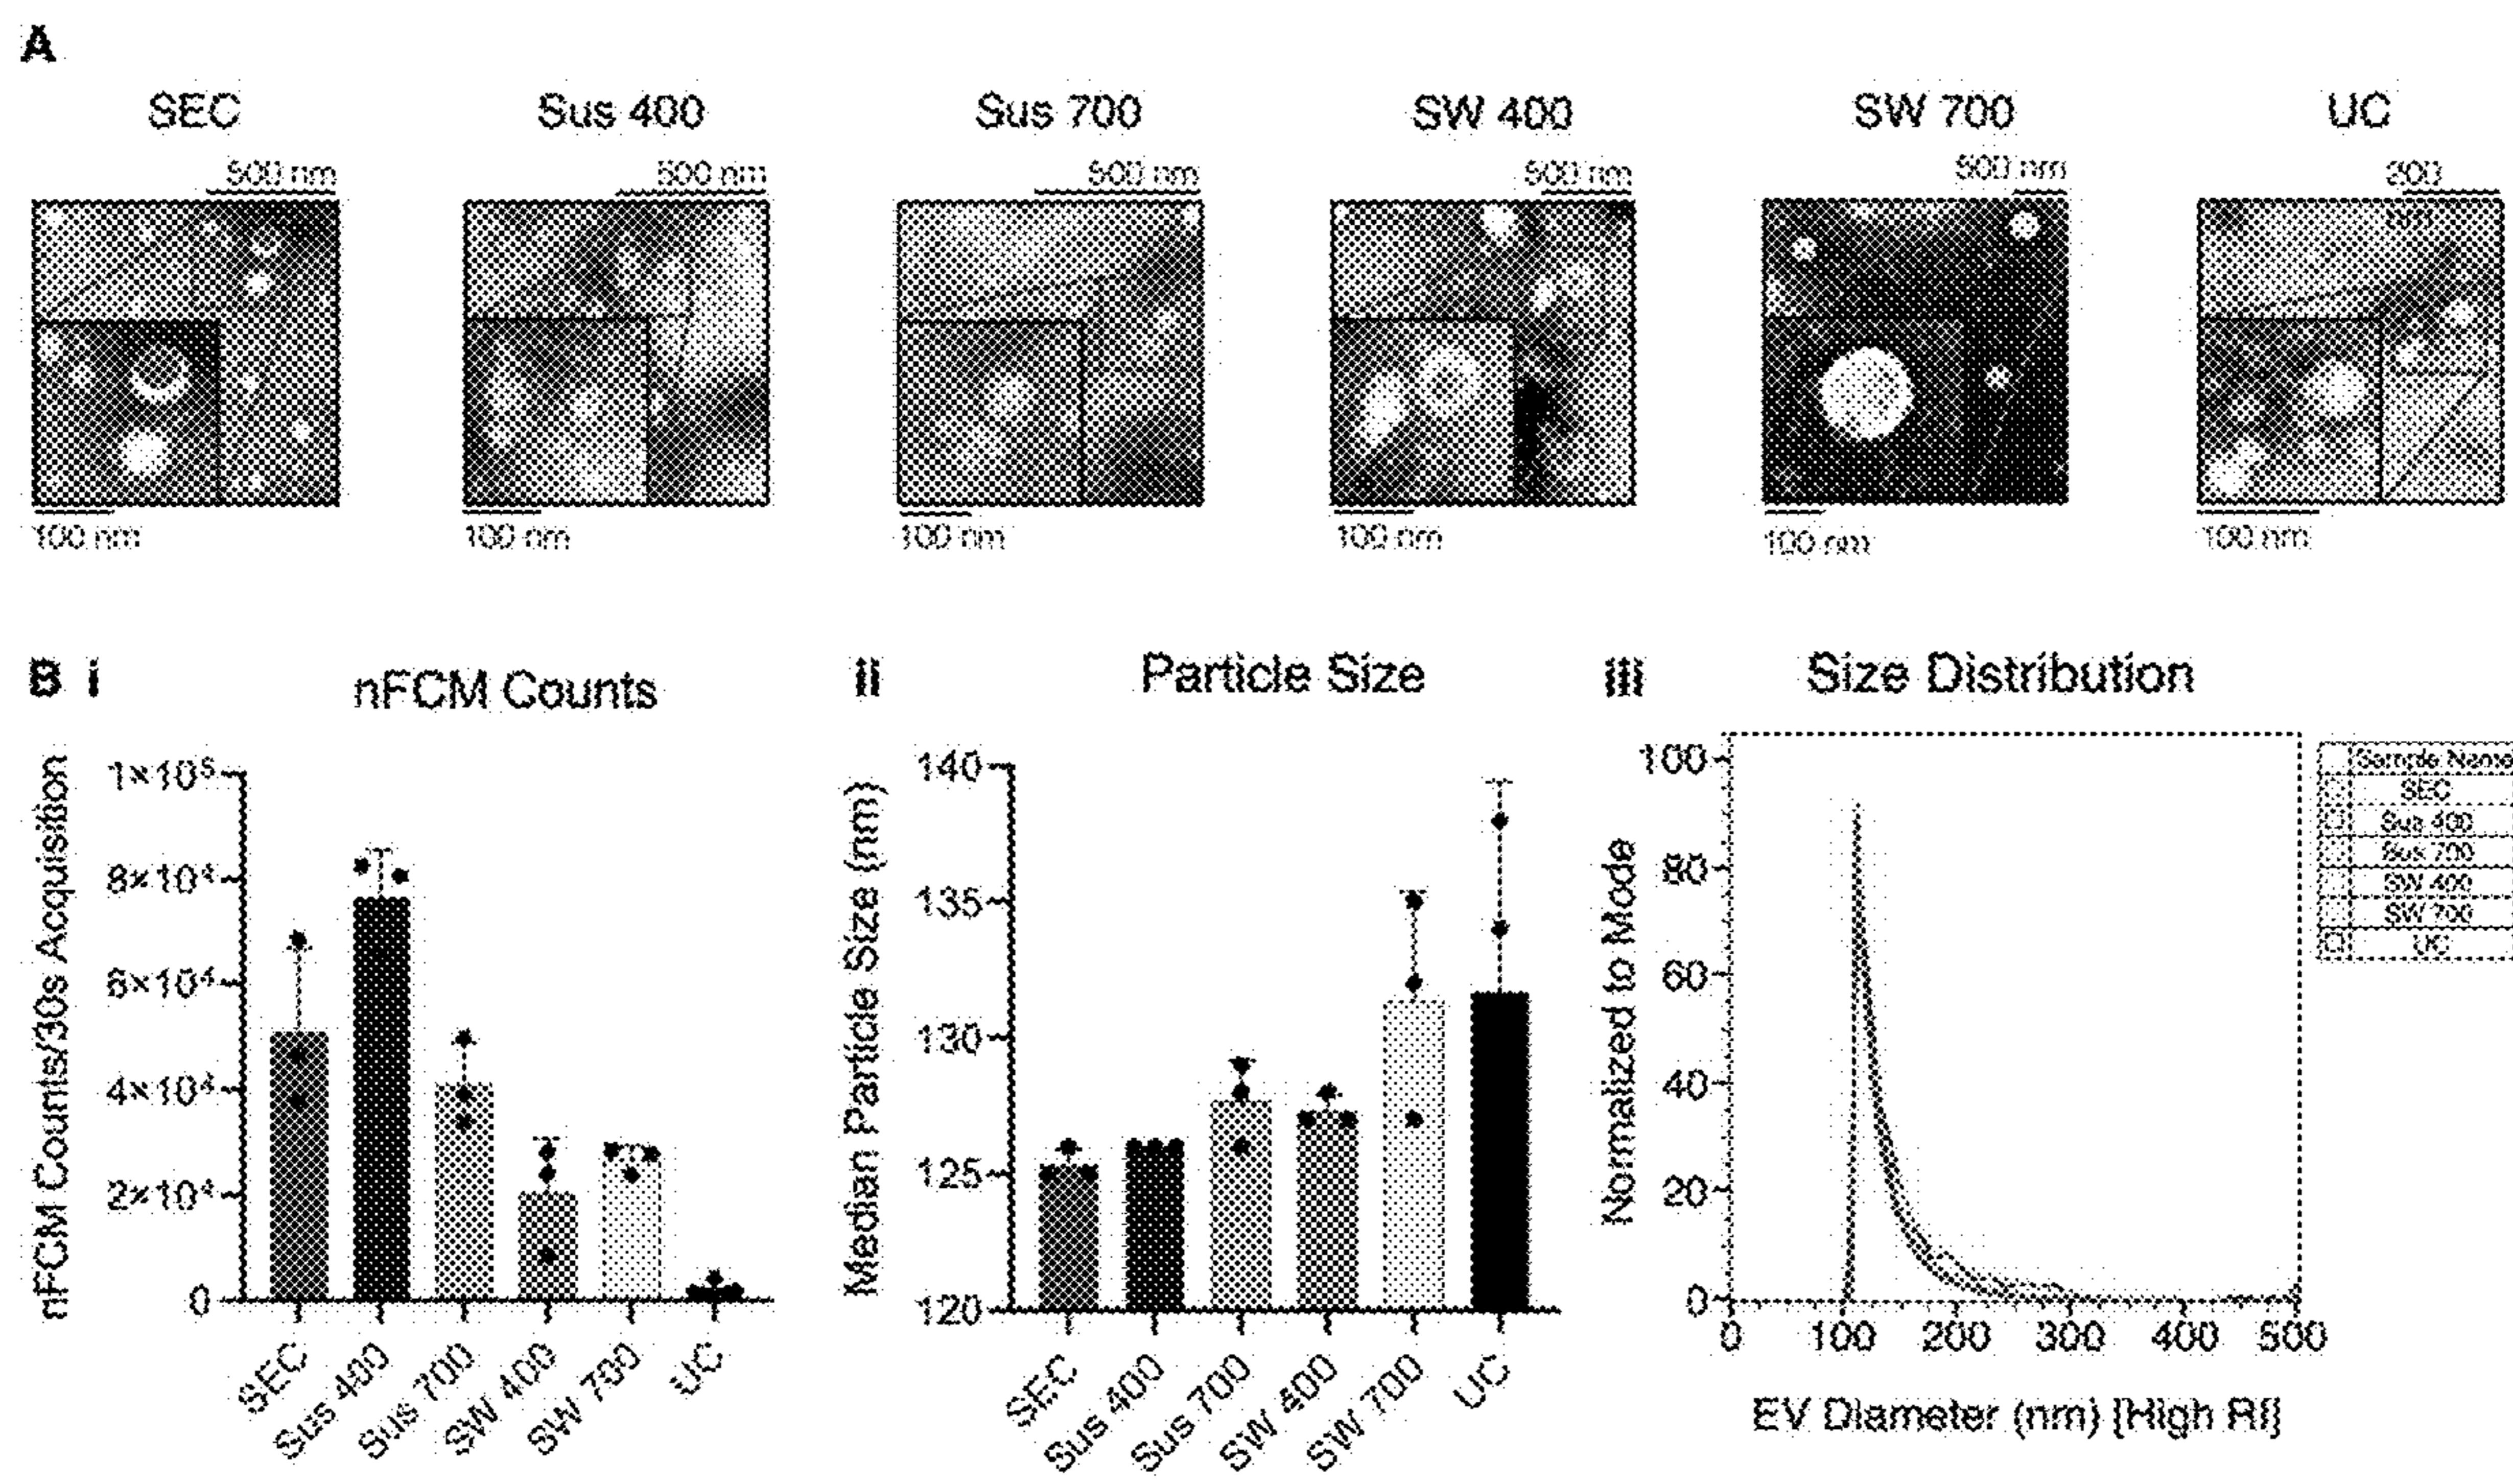 A
SEC Sus 400 Sus 700 SW 400 SW 700 UC
500 nm 500 nm 500 nm 500 nm 500 nm 500
100 nm 100 nm 100 nm 100 nm 100 nm 100 nm
B i nFCM Counts
nFCM Counts/30s Acquisition
1×10⁵
8×10⁴
6×10⁴
4×10⁴
2×10⁴
0
SEC Sus 400 Sus 700 SW 400 SW 700 UC
ii Particle Size
Median Particle Size (nm)
140
135
130
125
120
SEC Sus 400 Sus 700 SW 400 SW 700 UC
iii Size Distribution
Normalized to Mode
100
80
60
40
20
0
0 100 200 300 400 500
EV Diameter (nm) [High RI]
Sample Name
SEC
Sus 400
Sus 700
SW 400
SW 700
UC